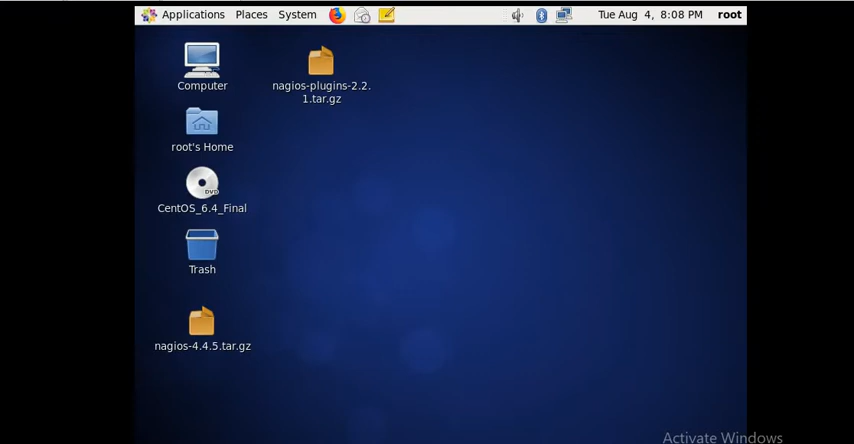 Applications Places System
Tue Aug 4, 8:08 PM root
Computer
nagios-plugins-2.2.
1.tar.gz
root's Home
DVD
CentOS_6.4_Final
Trash
nagios-4.4.5.tar.gz
Activate Windows